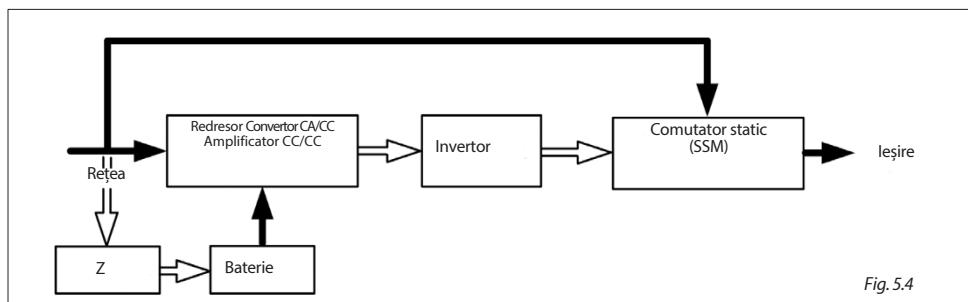 Redresor Convertor CA/CC
Amplificator CC/CC
Invertor
Comutator static
(SSM)
Ieșire
Rețea
Z
Baterie
Fig. 5.4